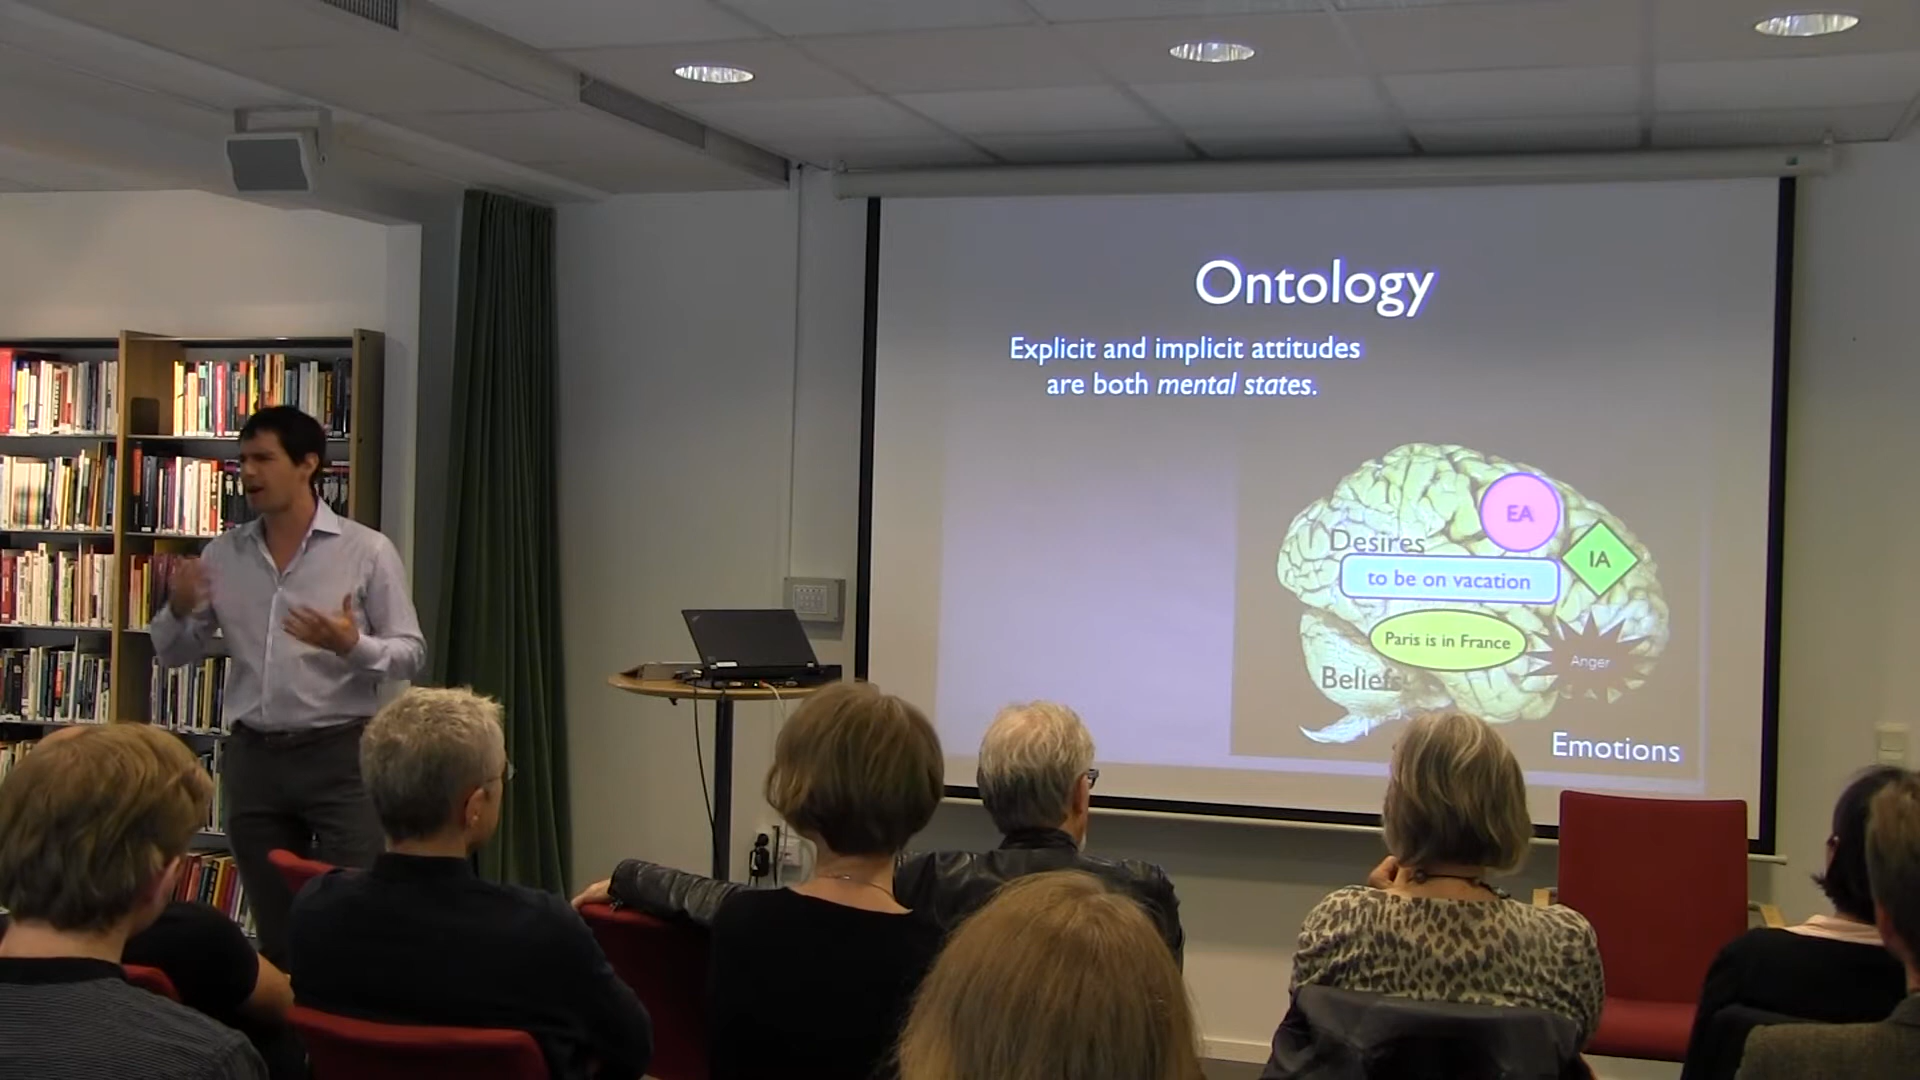 Ontology
Explicit and implicit attitudes
are both mental states.
EA
Desires
IA
to be on vacation
Paris is in France
Anger
Beliefs
Emotions